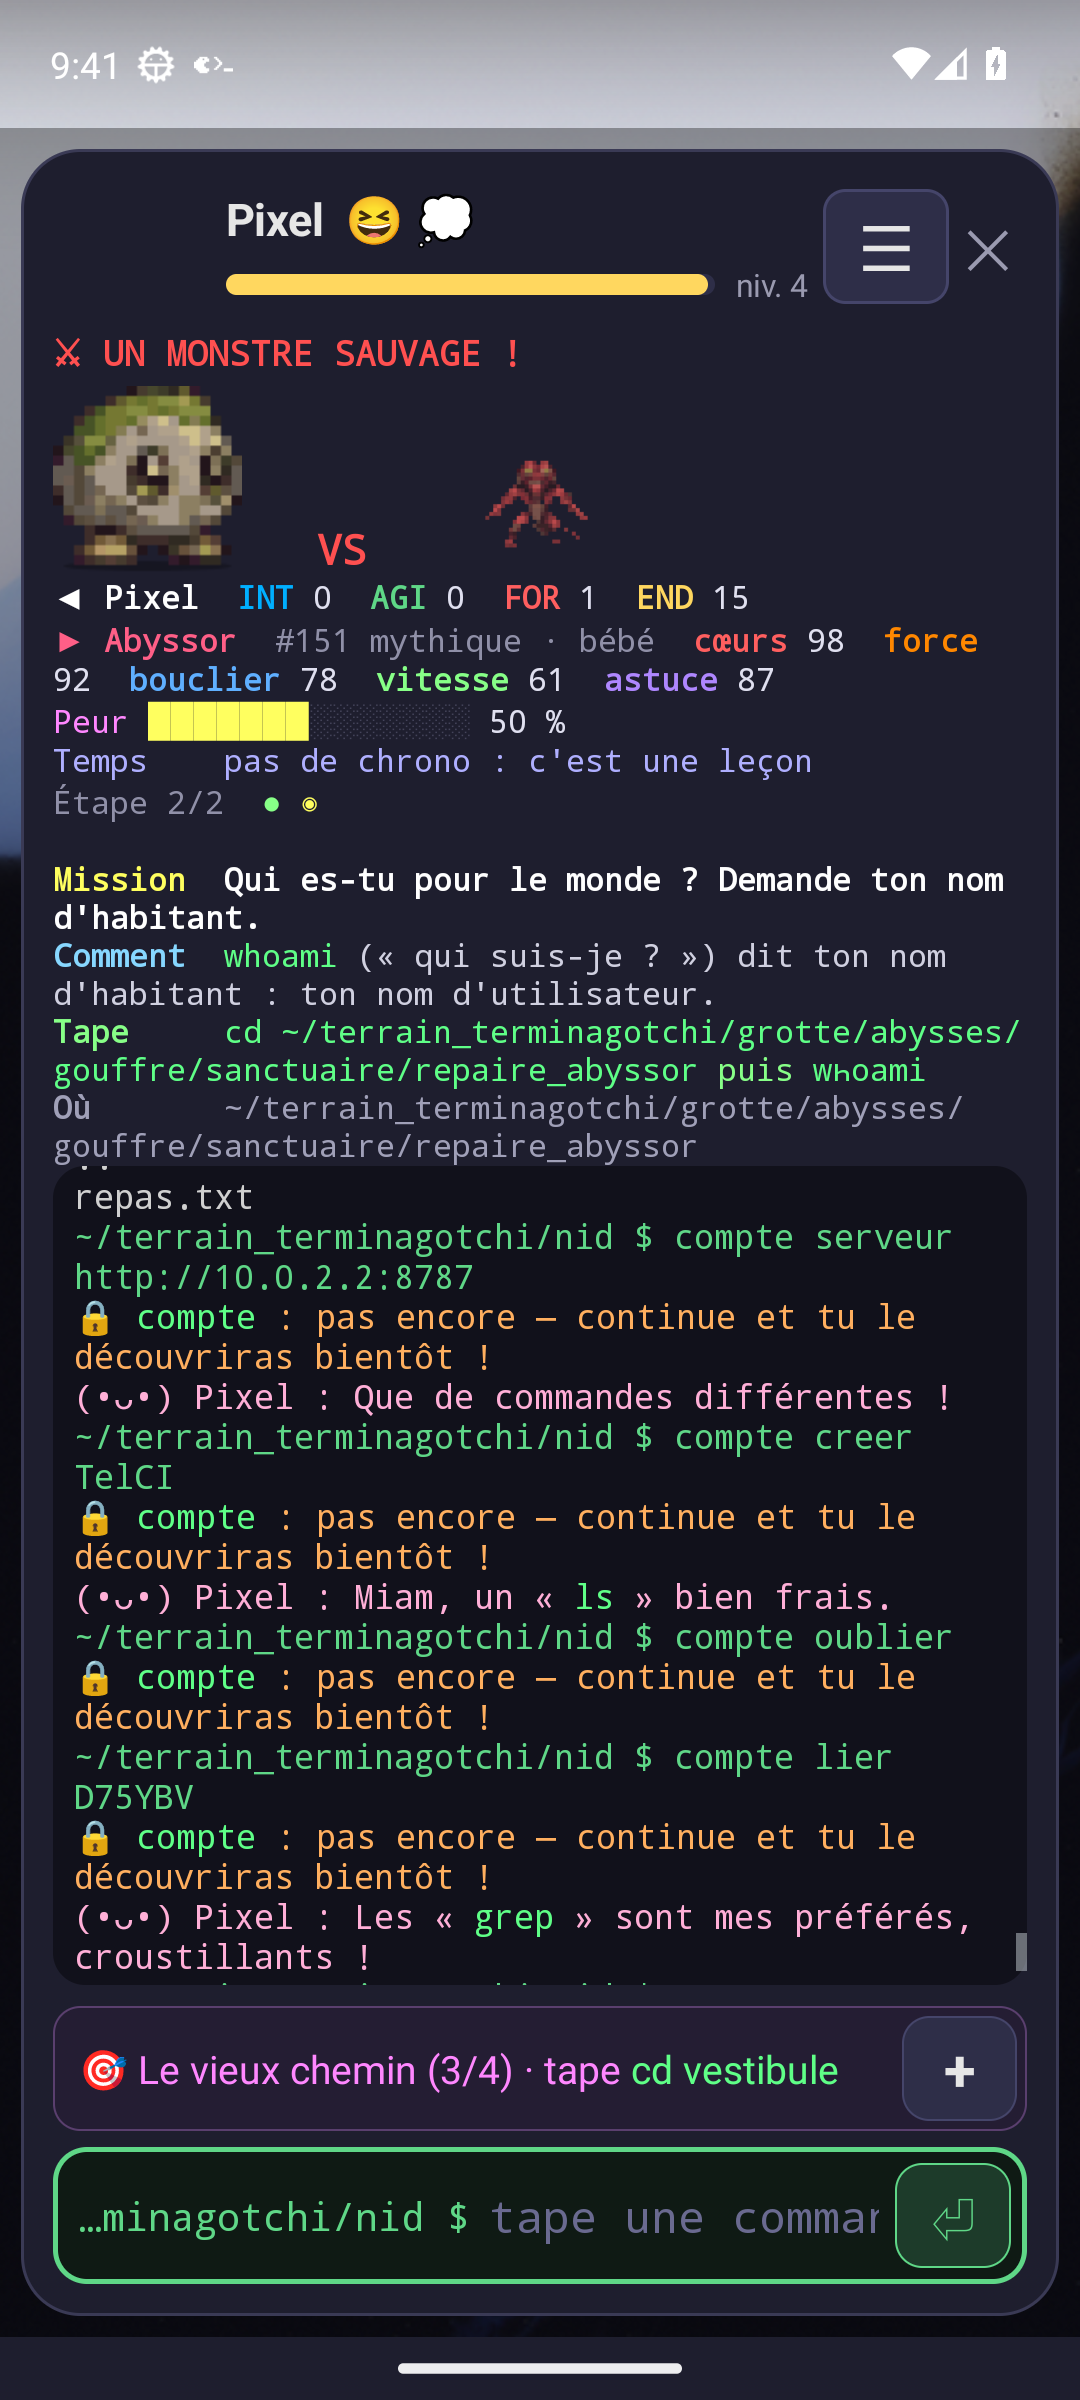 9:41
Pixel 😆 💭
niv. 4
⚔ UN MONSTRE SAUVAGE !
VS
◀ Pixel INT 0 AGI 0 FOR 1 END 15
▶ Abyssor #151 mythique · bébé cœurs 98 force
92 bouclier 78 vitesse 61 astuce 87
Peur 50 %
Temps pas de chrono : c'est une leçon
Étape 2/2 ● ◉
Mission Qui es-tu pour le monde ? Demande ton nom
d'habitant.
Comment whoami (« qui suis-je ? ») dit ton nom
d'habitant : ton nom d'utilisateur.
Tape cd ~/terrain_terminagotchi/grotte/abysses/
gouffre/sanctuaire/repaire_abyssor puis whoami
Où ~/terrain_terminagotchi/grotte/abysses/
gouffre/sanctuaire/repaire_abyssor
repas.txt
~/terrain_terminagotchi/nid $ compte serveur
http://10.0.2.2:8787
🔒 compte : pas encore — continue et tu le
découvriras bientôt !
(•ᴗ•) Pixel : Que de commandes différentes !
~/terrain_terminagotchi/nid $ compte creer
TelCI
🔒 compte : pas encore — continue et tu le
découvriras bientôt !
(•ᴗ•) Pixel : Miam, un « ls » bien frais.
~/terrain_terminagotchi/nid $ compte oublier
🔒 compte : pas encore — continue et tu le
découvriras bientôt !
~/terrain_terminagotchi/nid $ compte lier
D75YBV
🔒 compte : pas encore — continue et tu le
découvriras bientôt !
(•ᴗ•) Pixel : Les « grep » sont mes préférés,
croustillants !
🎯 Le vieux chemin (3/4) · tape cd vestibule
+
…minagotchi/nid $ tape une comman